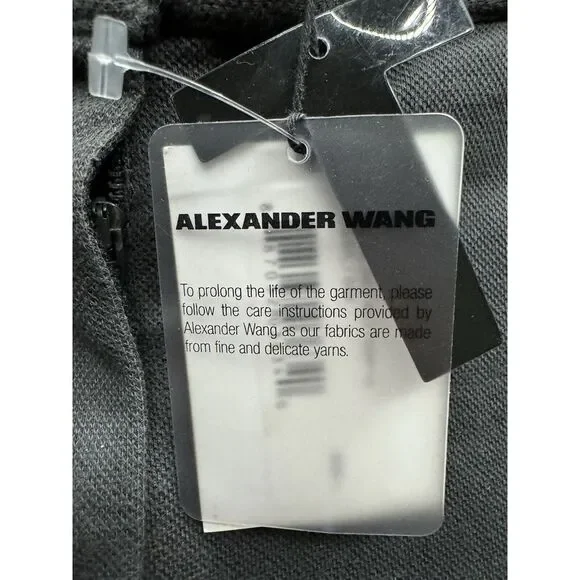 ALEXANDER WANG
To prolong the life of the garment, please
follow the care instructions provided by
Alexander Wang as our fabrics are made
from fine and delicate yarns.